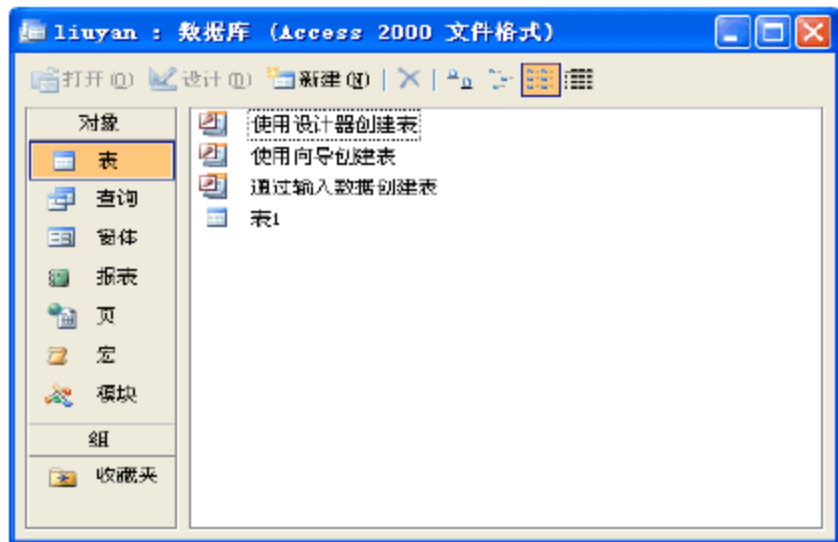 liuyan : 数据库 (Access 2000 文件格式)
打开(O) 设计(D) 新建(N)
对象
表
查询
窗体
报表
页
宏
模块
组
收藏夹
使用设计器创建表
使用向导创建表
通过输入数据创建表
表1